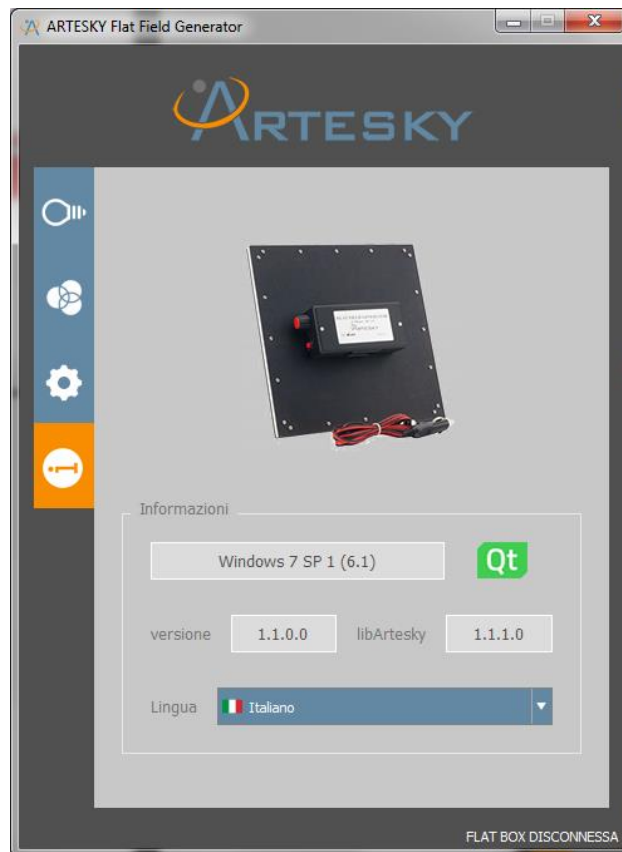 ARTESKY Flat Field Generator
ARTESKY
Informazioni
Windows 7 SP 1 (6.1)
Qt
versione 1.1.0.0 libArtesky 1.1.1.0
Lingua Italiano
FLAT BOX DISCONNESSA